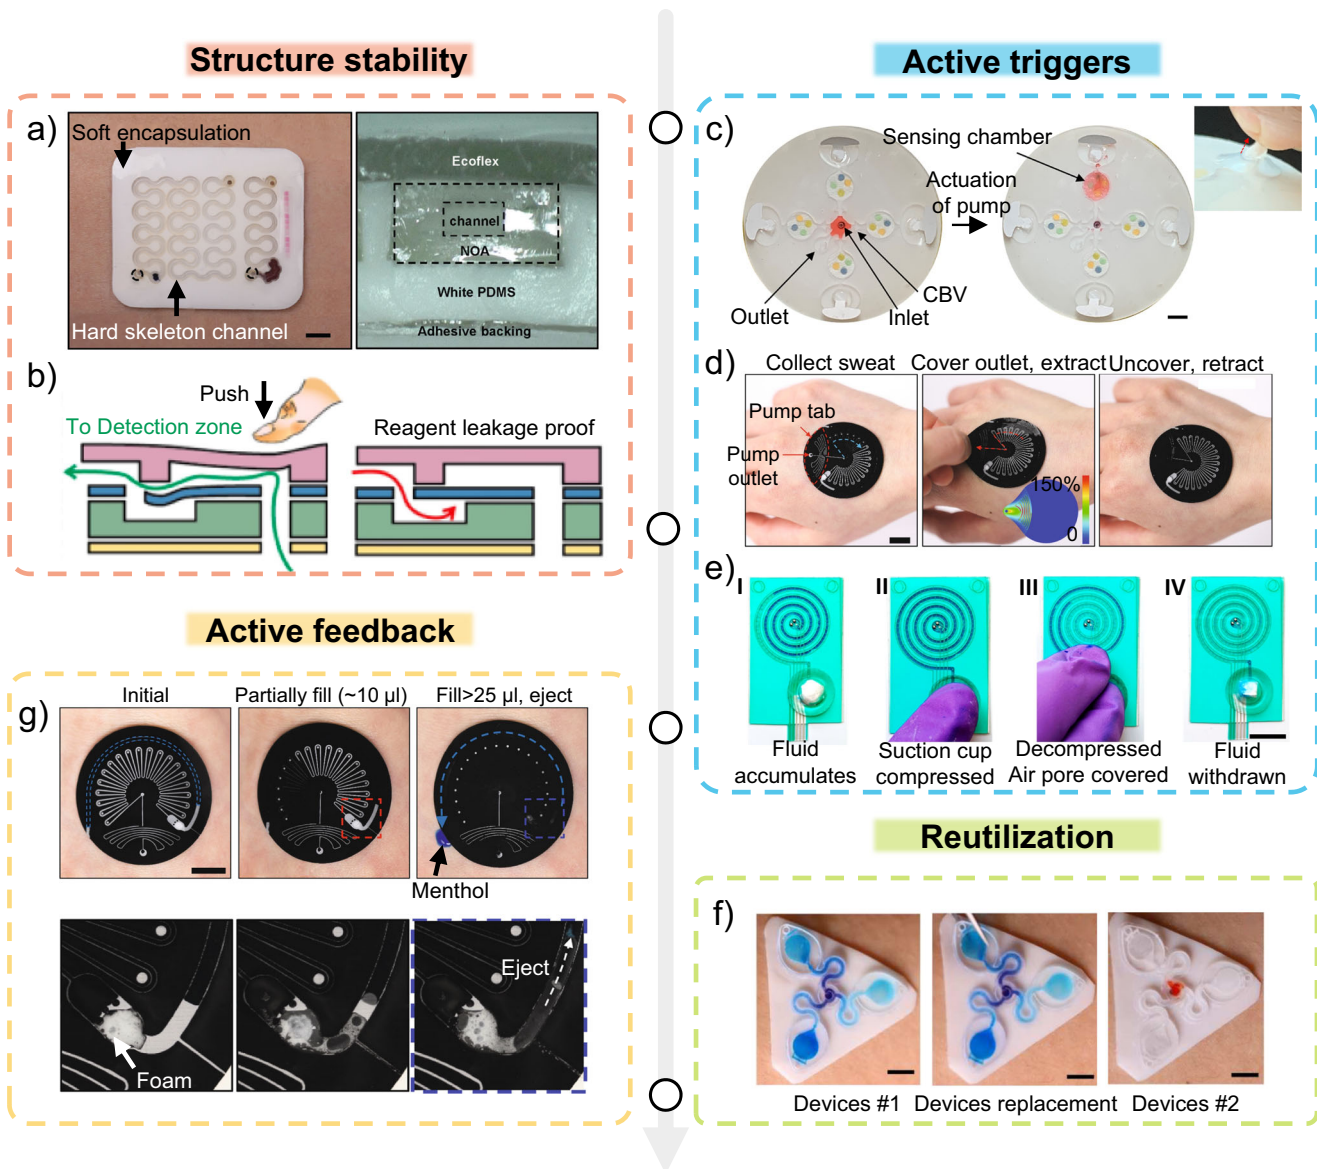 Structure stability
a)
Soft encapsulation
Hard skeleton channel
Ecoflex
channel
NOA
White PDMS
Adhesive backing
b)
Push
To Detection zone
Reagent leakage proof
Active feedback
g)
Initial
Partially fill (~10 µl)
Fill>25 µl, eject
Menthol
Foam
Eject
Active triggers
c)
Sensing chamber
Actuation
of pump
CBV
Outlet
Inlet
d)
Collect sweat
Cover outlet, extract
Uncover, retract
Pump tab
Pump
outlet
150%
0
e)
I
II
III
IV
Fluid
accumulates
Suction cup
compressed
Decompressed
Air pore covered
Fluid
withdrawn
Reutilization
f)
Devices #1
Devices replacement
Devices #2